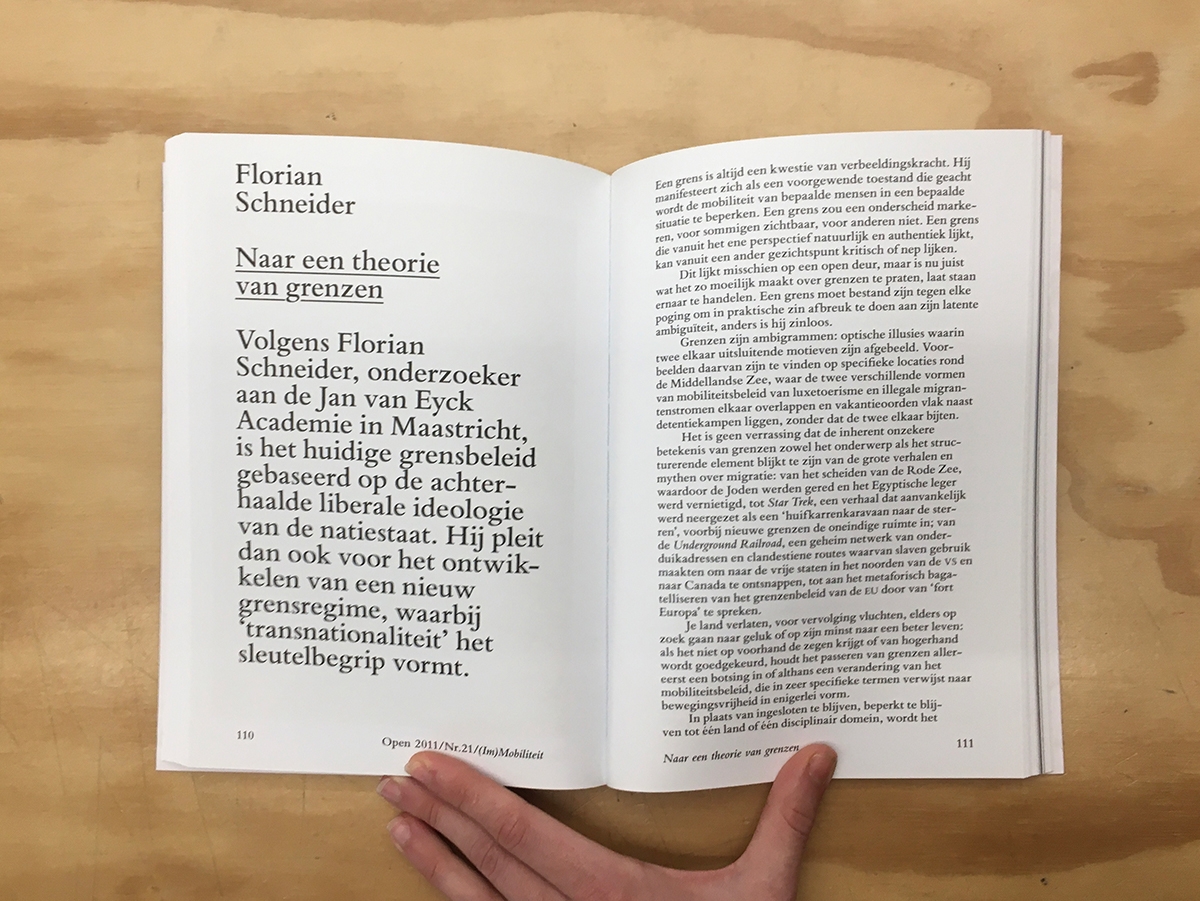 Florian
Schneider
Naar een theorie
van grenzen
Volgens Florian
Schneider, onderzoeker
aan de Jan van Eyck
Academie in Maastricht,
is het huidige grensbeleid
gebaseerd op de achter-
haalde liberale ideologie
van de natiestaat. Hij pleit
dan ook voor het ontwik-
kelen van een nieuw
grensregime, waarbij
‘transnationaliteit’ het
sleutelbegrip vormt.
110
Open 2011/Nr.21/(Im)Mobiliteit
Een grens is altijd een kwestie van verbeeldingskracht. Hij
manifesteert zich als een voorgewende toestand die geacht
wordt de mobiliteit van bepaalde mensen in een bepaalde
situatie te beperken. Een grens zou een onderscheid marke-
ren, voor sommigen zichtbaar, voor anderen niet. Een grens
die vanuit het ene perspectief natuurlijk en authentiek lijkt,
kan vanuit een ander gezichtspunt kritisch of nep lijken.
Dit lijkt misschien op een open deur, maar is nu juist
wat het zo moeilijk maakt over grenzen te praten, laat staan
ernaar te handelen. Een grens moet bestand zijn tegen elke
poging om in praktische zin afbreuk te doen aan zijn latente
ambiguïteit, anders is hij zinloos.
Grenzen zijn ambigrammen: optische illusies waarin
twee elkaar uitsluitende motieven zijn afgebeeld. Voor-
beelden daarvan zijn te vinden op specifieke locaties rond
de Middellandse Zee, waar de twee verschillende vormen
van mobiliteitsbeleid van luxetoerisme en illegale migran-
tenstromen elkaar overlappen en vakantieoorden vlak naast
detentiekampen liggen, zonder dat de twee elkaar bijten.
Het is geen verrassing dat de inherent onzekere
betekenis van grenzen zowel het onderwerp als het struc-
turerende element blijkt te zijn van de grote verhalen en
mythen over migratie: van het scheiden van de Rode Zee,
waardoor de Joden werden gered en het Egyptische leger
werd vernietigd, tot Star Trek, een verhaal dat aanvankelijk
werd neergezet als een ‘huifkarrenkaravaan naar de ster-
ren’, voorbij nieuwe grenzen de oneindige ruimte in; van
de Underground Railroad, een geheim netwerk van onder-
duikadressen en clandestiene routes waarvan slaven gebruik
maakten om naar de vrije staten in het noorden van de VS en
naar Canada te ontsnappen, tot aan het metaforisch baga-
telliseren van het grenzenbeleid van de EU door van ‘fort
Europa’ te spreken.
Je land verlaten, voor vervolging vluchten, elders op
zoek gaan naar geluk of op zijn minst naar een beter leven:
als het niet op voorhand de zegen krijgt of van hogerhand
wordt goedgekeurd, houdt het passeren van grenzen aller-
eerst een botsing in of althans een verandering van het
mobiliteitsbeleid, die in zeer specifieke termen verwijst naar
bewegingsvrijheid in enigerlei vorm.
In plaats van ingesloten te blijven, beperkt te blij-
ven tot één land of één disciplinair domein, wordt het
Naar een theorie van grenzen
111